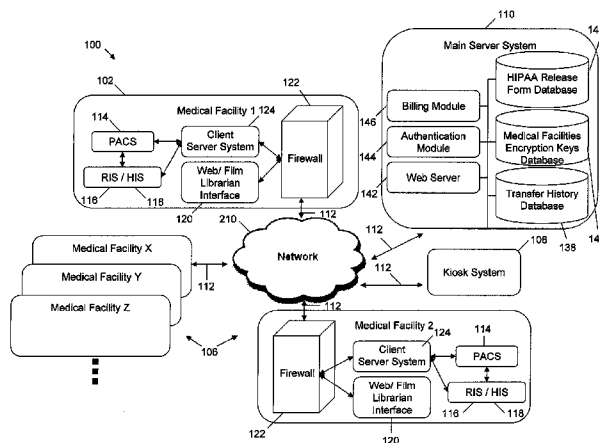 110
14
Main Server System
100
122
HIPAA Release
Form Database
102
Medical Facility 1
124
114
Billing Module
146
PACS
Client
Server System
Firewall
Authentication
Module
144
Medical Facilities
Encryption Keys
Database
RIS / HIS
Web/ Film
Librarian
Interface
Web Server
142
116
118
120
112
Transfer History
Database
14
210
138
112
Network
112
108
Medical Facility X
Medical Facility Y
Medical Facility Z
112
Kiosk System
112
106
Medical Facility 2
124
114
Client
Server System
PACS
Firewall
Web/ Film
Librarian
Interface
RIS / HIS
116
118
122
120